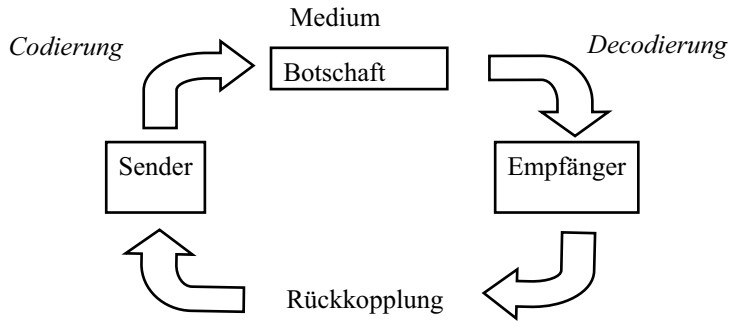 Medium
Codierung
Decodierung
Botschaft
Sender
Empfänger
Rückkopplung